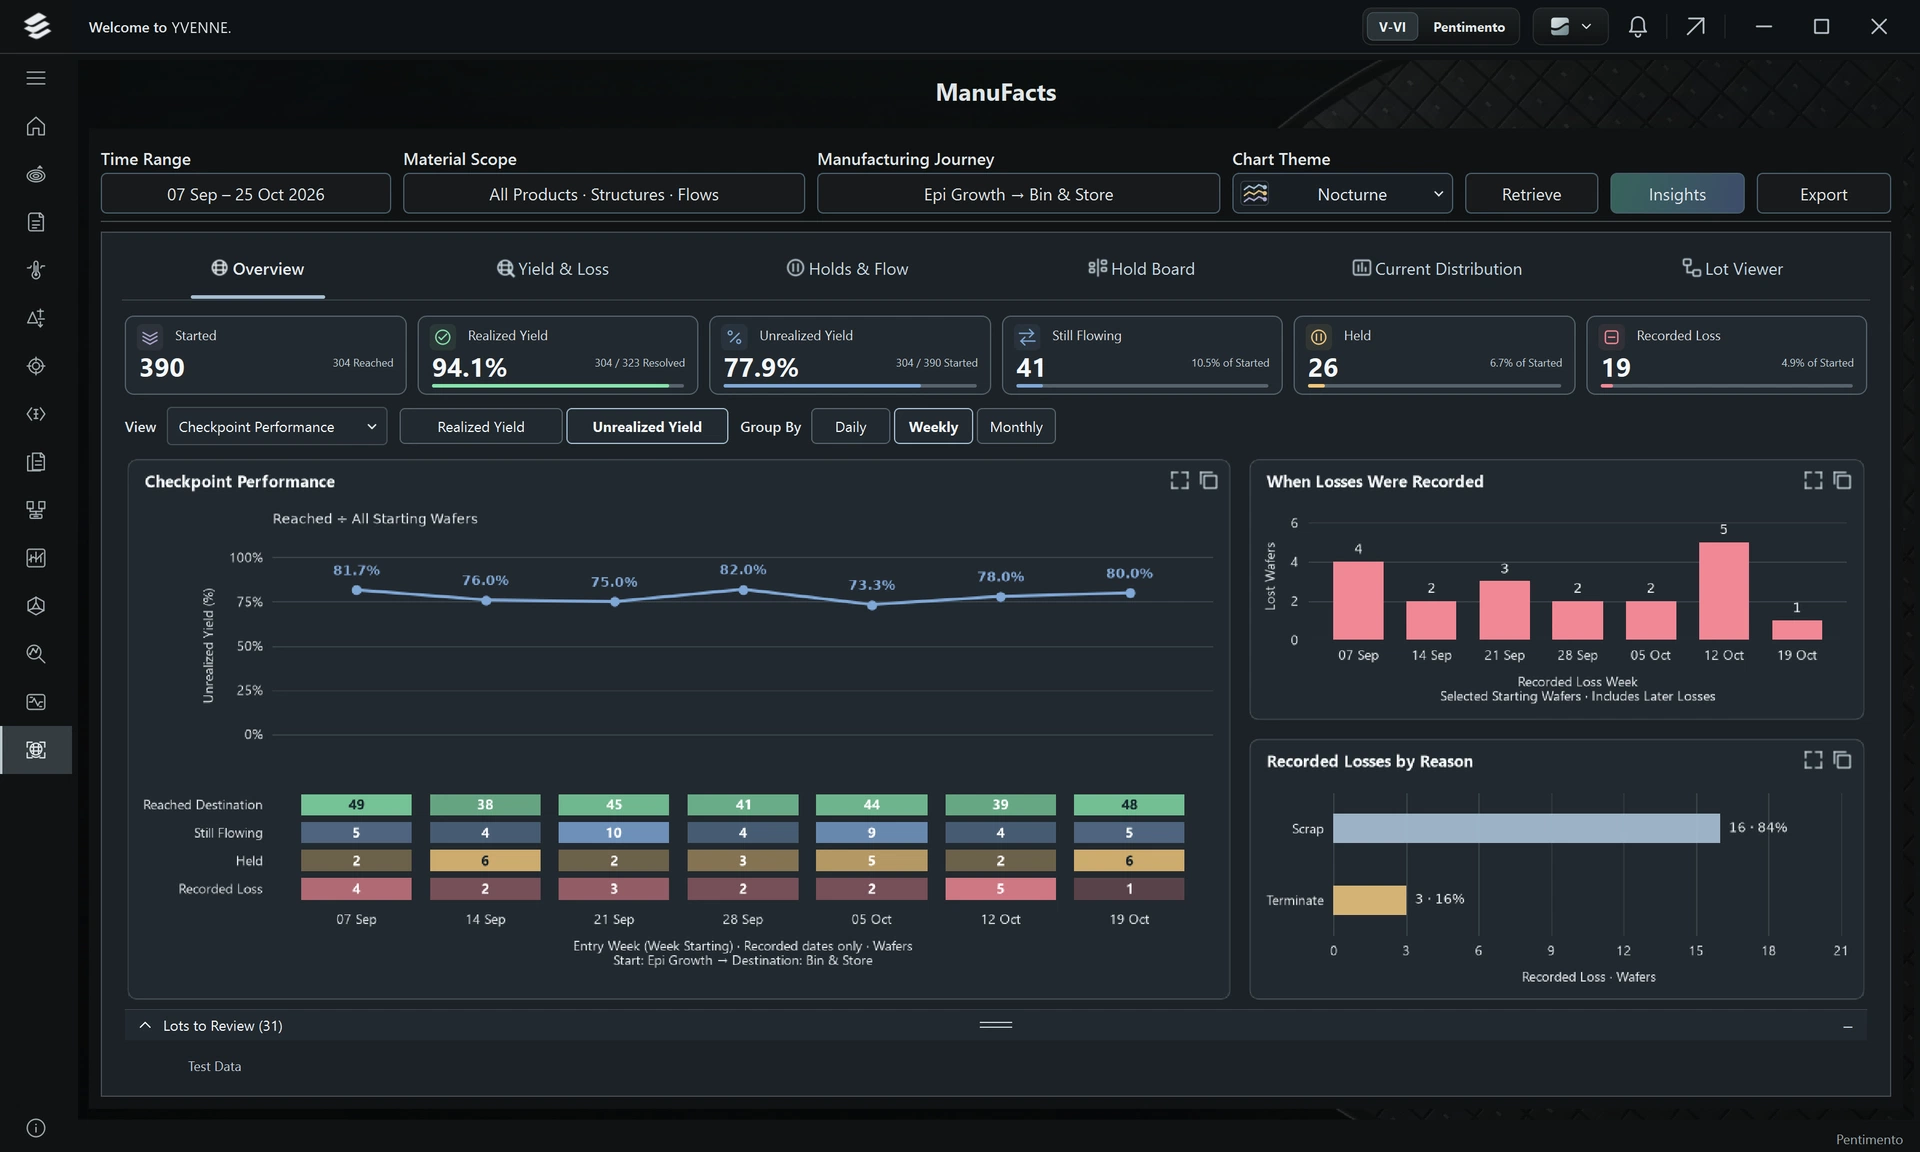 Welcome to YVENNE.
V-VI Pentimento
ManuFacts
Time Range
Material Scope
Manufacturing Journey
Chart Theme
07 Sep – 25 Oct 2026
All Products · Structures · Flows
Epi Growth → Bin & Store
Nocturne
Retrieve
Insights
Export
Overview
Yield & Loss
Holds & Flow
Hold Board
Current Distribution
Lot Viewer
Started
390
304 Reached
Realized Yield
94.1%
304 / 323 Resolved
Unrealized Yield
77.9%
304 / 390 Started
Still Flowing
41
10.5% of Started
Held
26
6.7% of Started
Recorded Loss
19
4.9% of Started
View
Checkpoint Performance
Realized Yield
Unrealized Yield
Group By
Daily
Weekly
Monthly
Checkpoint Performance
Reached ÷ All Starting Wafers
Unrealized Yield (%)
100%
75%
50%
25%
0%
81.7% 76.0% 75.0% 82.0% 73.3% 78.0% 80.0%
Reached Destination 49 38 45 41 44 39 48
Still Flowing 5 4 10 4 9 4 5
Held 2 6 2 3 5 2 6
Recorded Loss 4 2 3 2 2 5 1
07 Sep 14 Sep 21 Sep 28 Sep 05 Oct 12 Oct 19 Oct
Entry Week (Week Starting) · Recorded dates only · Wafers
Start: Epi Growth → Destination: Bin & Store
When Losses Were Recorded
Lost Wafers
6
4
2
0
4 2 3 2 2 5 1
07 Sep 14 Sep 21 Sep 28 Sep 05 Oct 12 Oct 19 Oct
Recorded Loss Week
Selected Starting Wafers · Includes Later Losses
Recorded Losses by Reason
Scrap 16 · 84%
Terminate 3 · 16%
0 3 6 9 12 15 18 21
Recorded Loss · Wafers
Lots to Review (31)
Test Data
Pentimento